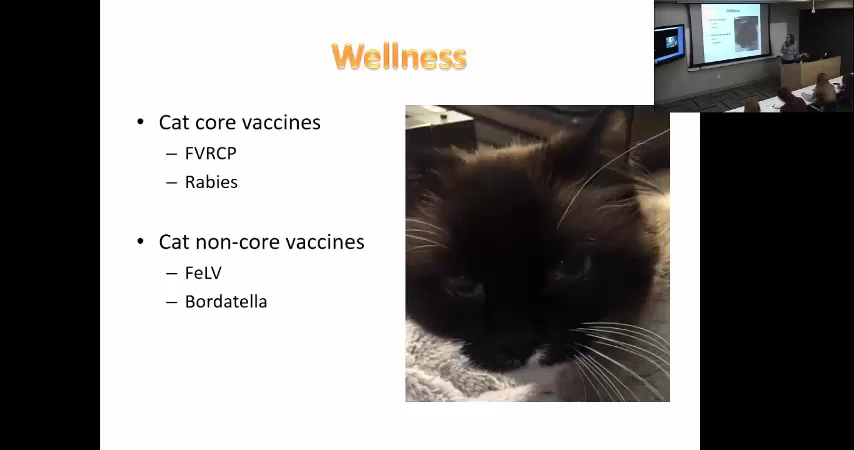 Wellness
• Cat core vaccines
– FVRCP
– Rabies
• Cat non-core vaccines
– FeLV
– Bordatella